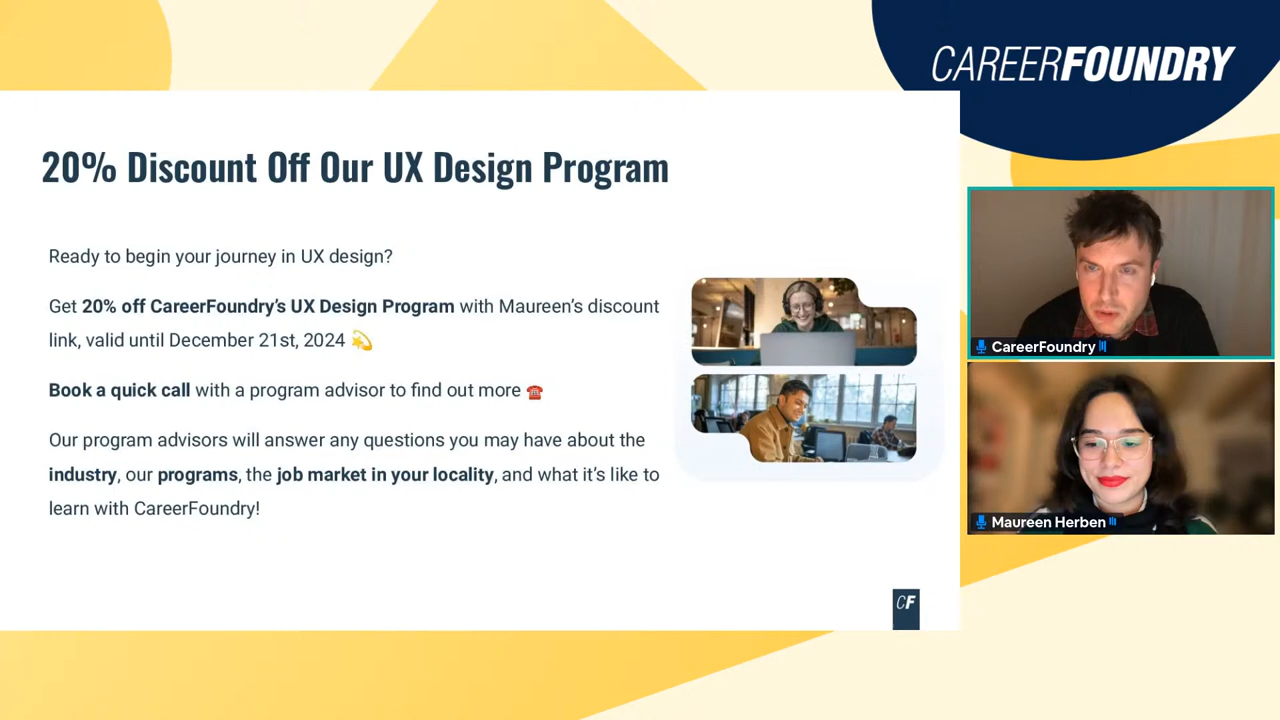 CAREERFOUNDRY
20% Discount Off Our UX Design Program
Ready to begin your journey in UX design?
Get 20% off CareerFoundry’s UX Design Program with Maureen’s discount
link, valid until December 21st, 2024 💫
Book a quick call with a program advisor to find out more ☎️
Our program advisors will answer any questions you may have about the
industry, our programs, the job market in your locality, and what it’s like to
learn with CareerFoundry!
CF
CareerFoundry
Maureen Herben